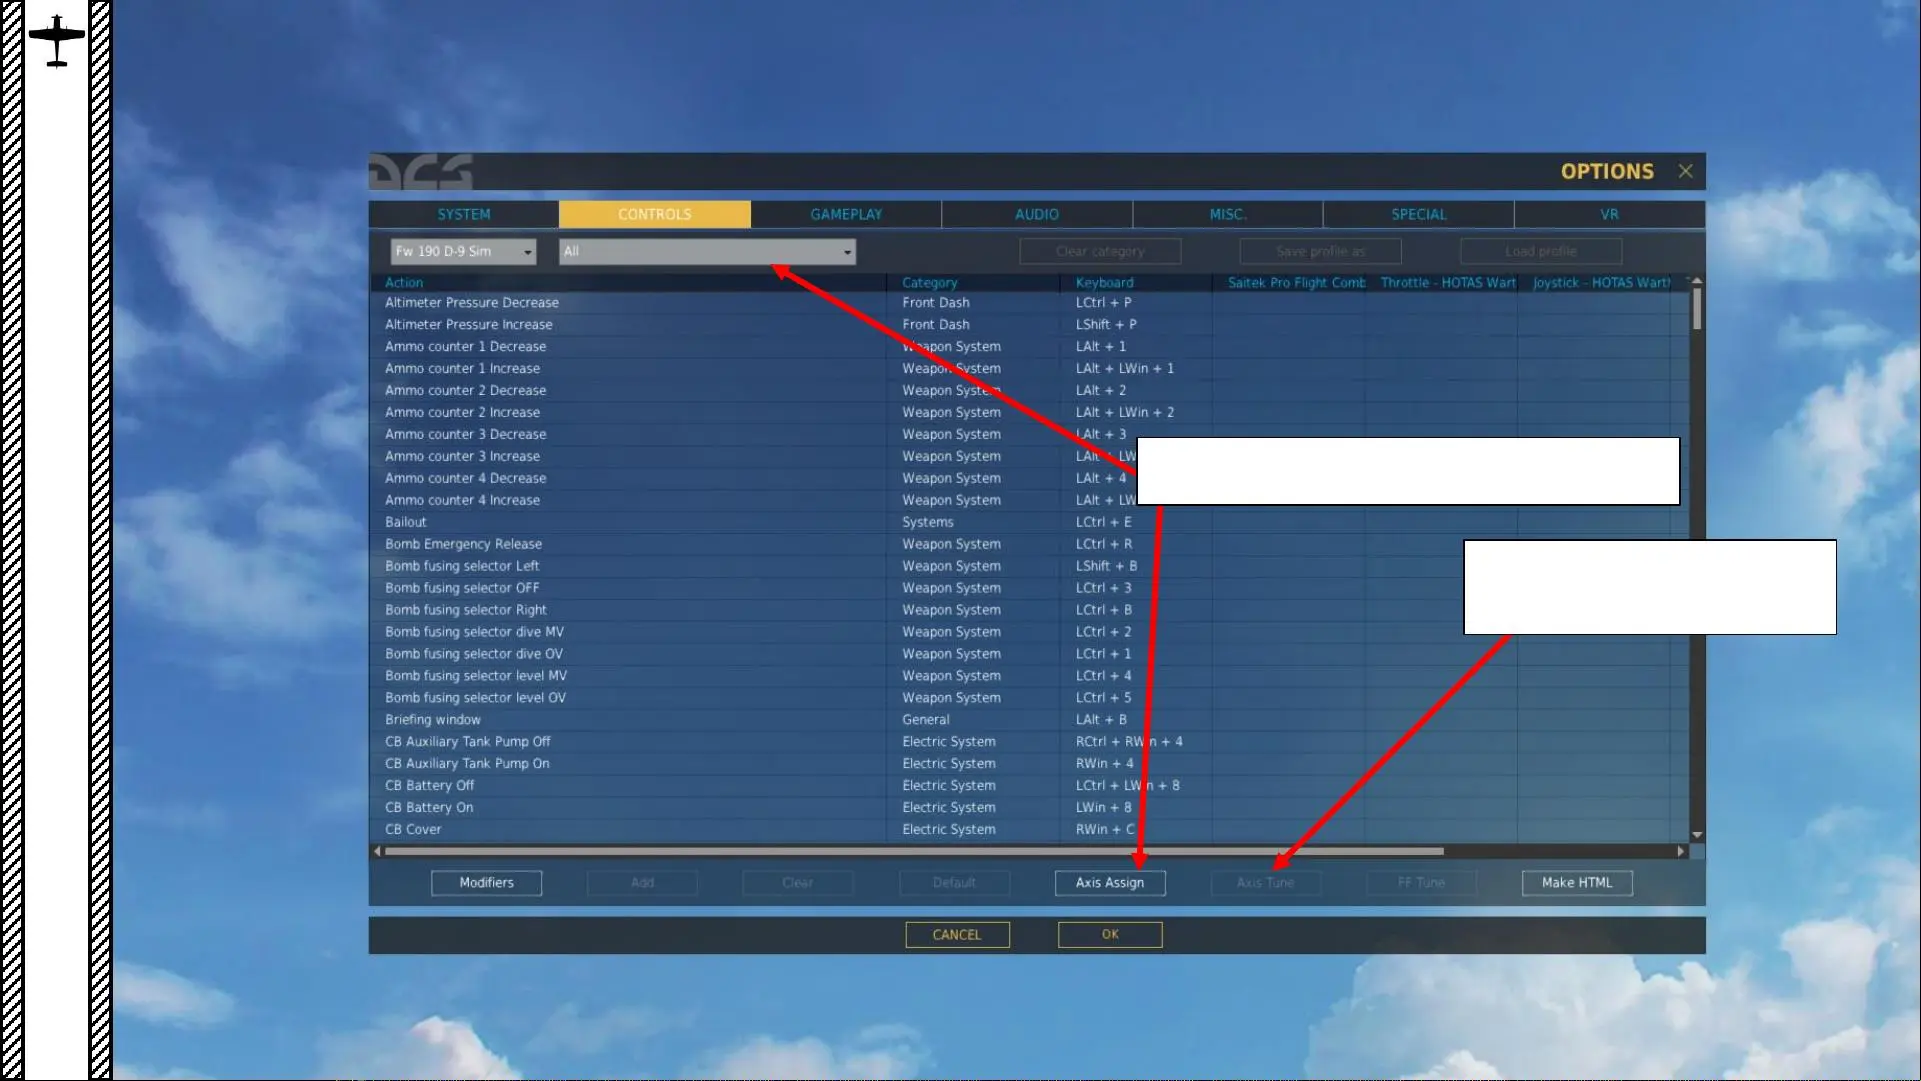 DCS
OPTIONS
SYSTEM CONTROLS GAMEPLAY AUDIO MISC. SPECIAL VR
Fw 190 D-9 Sim All Clear category Save profile as Load profile
Action Category Keyboard Saitek Pro Flight Comb Throttle - HOTAS Wart Joystick - HOTAS Wart
Altimeter Pressure Decrease Front Dash LCtrl + P
Altimeter Pressure Increase Front Dash LShift + P
Ammo counter 1 Decrease Weapon System LAlt + 1
Ammo counter 1 Increase Weapon System LAlt + LWin + 1
Ammo counter 2 Decrease Weapon System LAlt + 2
Ammo counter 2 Increase Weapon System LAlt + LWin + 2
Ammo counter 3 Decrease Weapon System LAlt + 3
Ammo counter 3 Increase Weapon System LAlt + LW
Ammo counter 4 Decrease Weapon System LAlt + 4
Ammo counter 4 Increase Weapon System LAlt + LW
Bailout Systems LCtrl + E
Bomb Emergency Release Weapon System LCtrl + R
Bomb fusing selector Left Weapon System LShift + B
Bomb fusing selector OFF Weapon System LCtrl + 3
Bomb fusing selector Right Weapon System LCtrl + B
Bomb fusing selector dive MV Weapon System LCtrl + 2
Bomb fusing selector dive OV Weapon System LCtrl + 1
Bomb fusing selector level MV Weapon System LCtrl + 4
Bomb fusing selector level OV Weapon System LCtrl + 5
Briefing window General LAlt + B
CB Auxiliary Tank Pump Off Electric System RCtrl + RWin + 4
CB Auxiliary Tank Pump On Electric System RWin + 4
CB Battery Off Electric System LCtrl + LWin + 8
CB Battery On Electric System LWin + 8
CB Cover Electric System RWin + C
Modifiers Add Clear Default Axis Assign Axis Tune FF Tune Make HTML
CANCEL OK